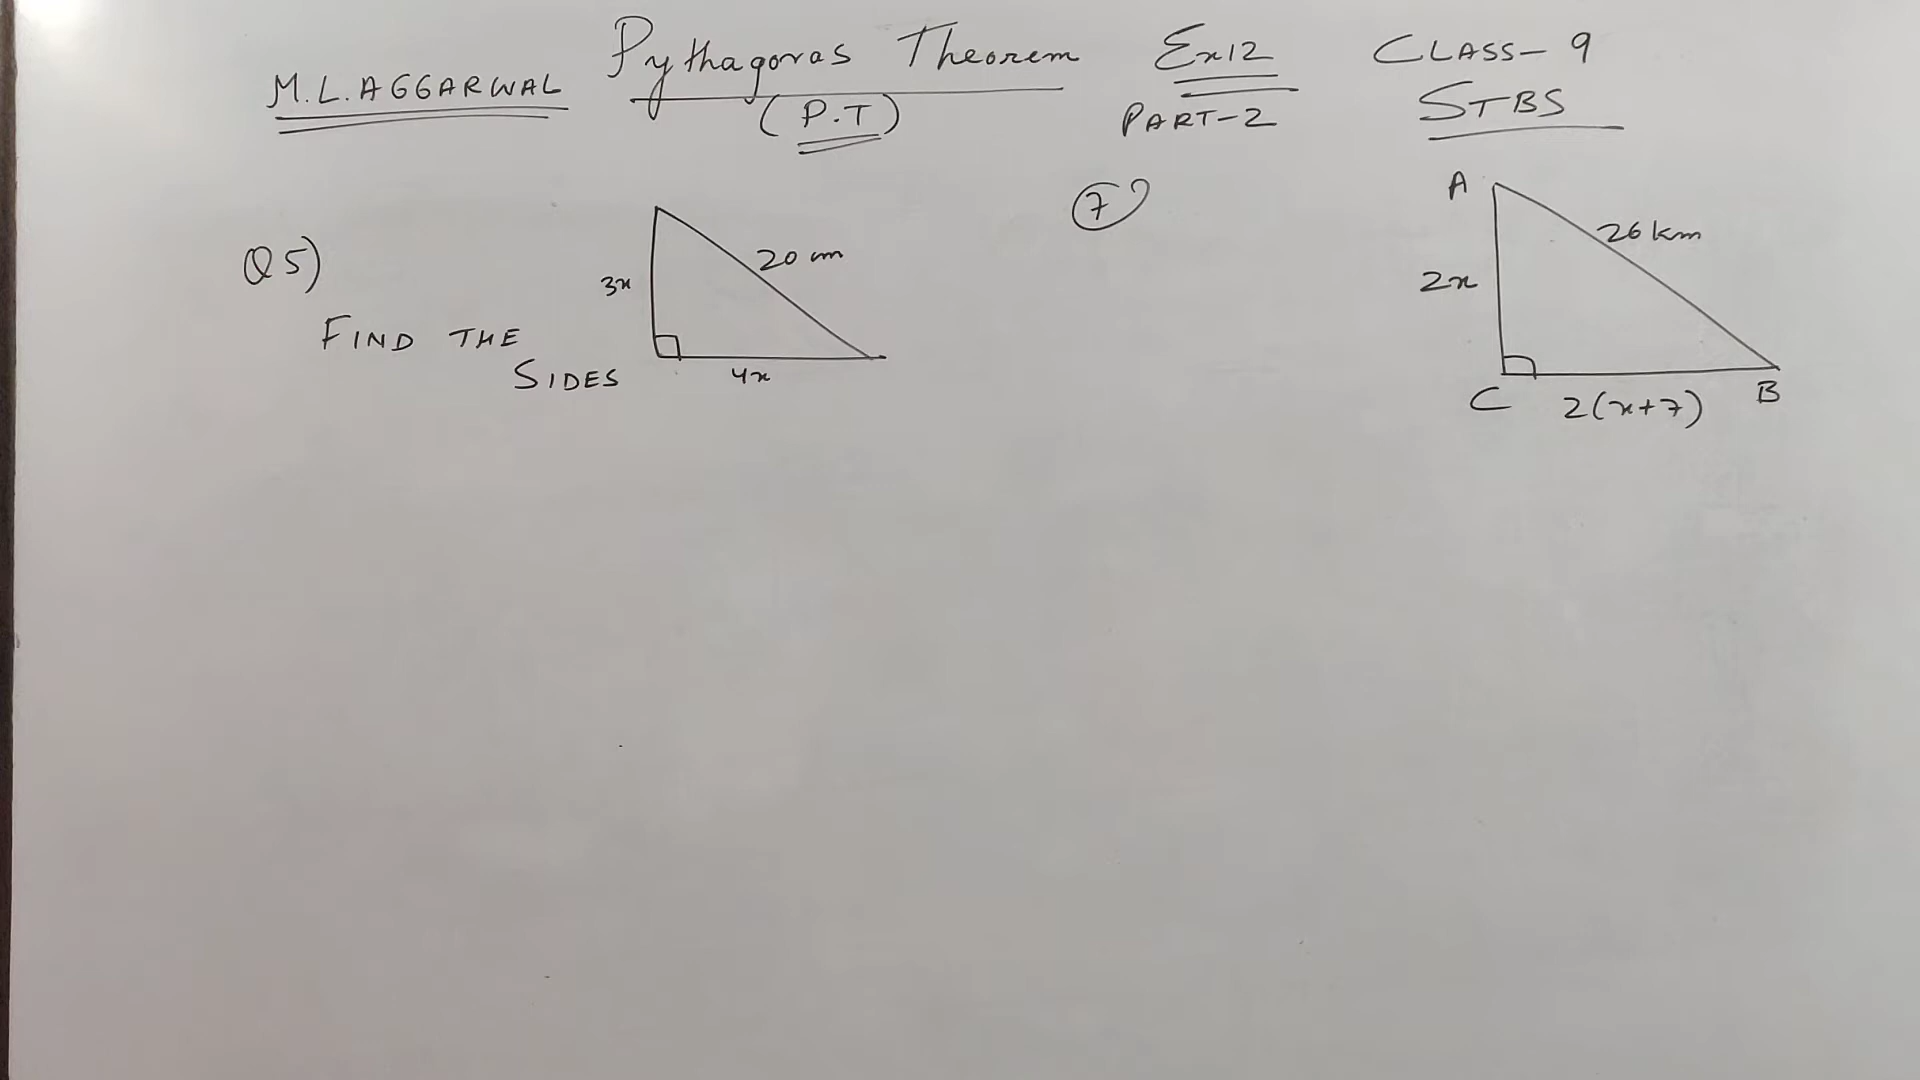 M.L.AGGARWAL Pythagoras Theorem Ex12 CLASS-9
(P.T) PART-2 STBS
Q5)
3x
20 cm
FIND THE
SIDES
4x
7
A
26 km
2x
C
2(x+7)
B